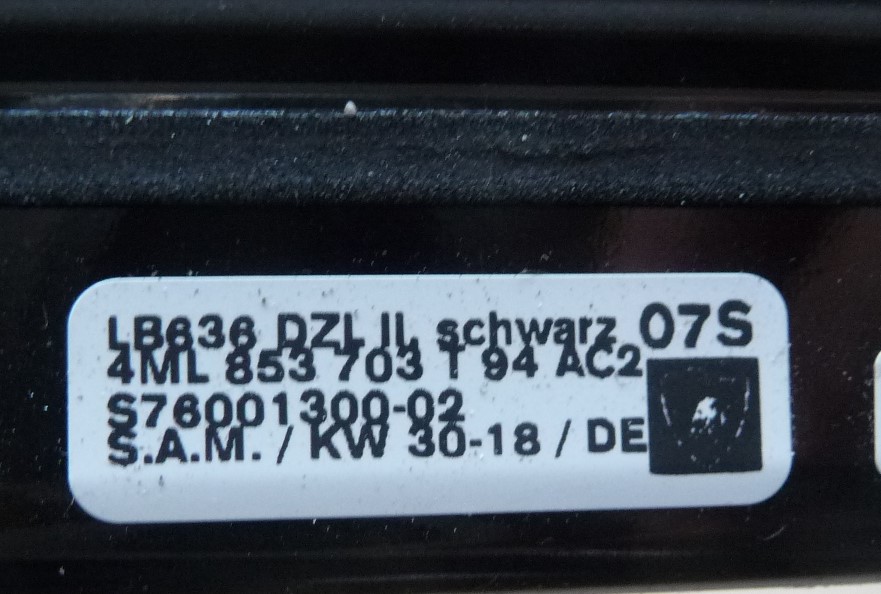 LB636 DZL IL schwarz 07S
4ML 853 703 T 94 AC2
S76001300-02
S.A.M. / KW 30-18 / DE